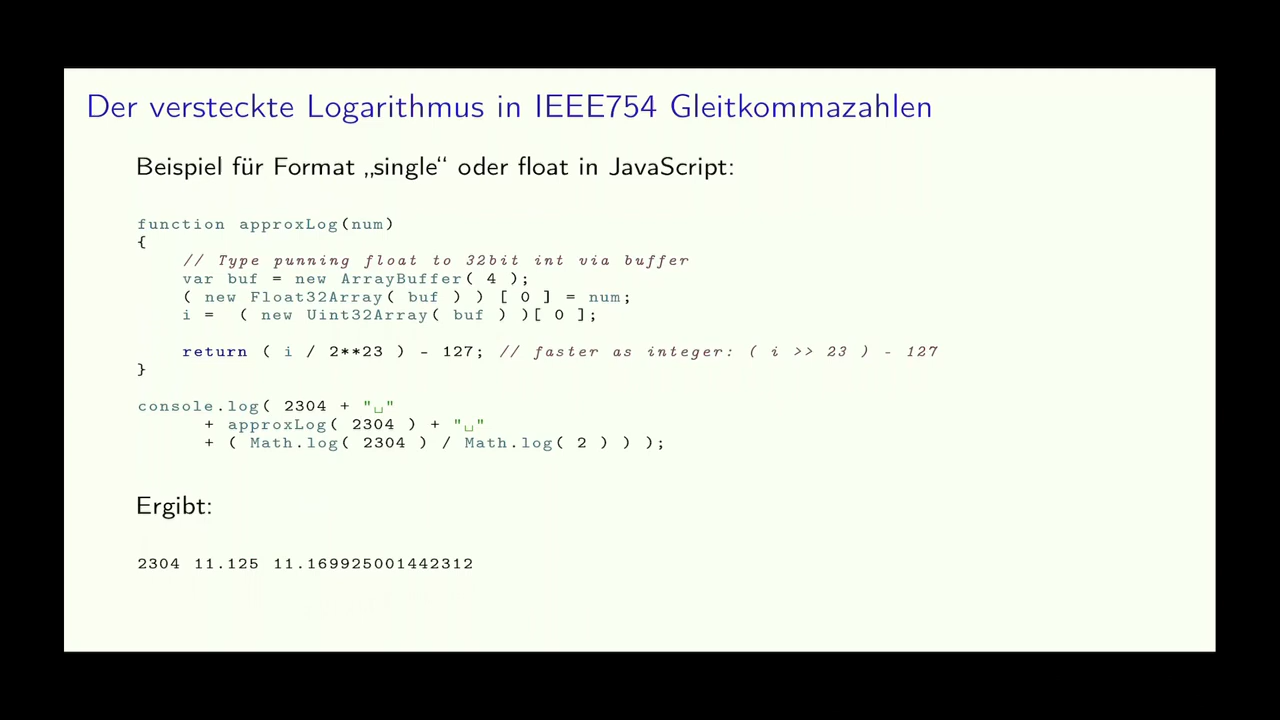 Der versteckte Logarithmus in IEEE754 Gleitkommazahlen
Beispiel für Format „single“ oder float in JavaScript:
function approxLog(num)
{
    // Type punning float to 32bit int via buffer
    var buf = new ArrayBuffer( 4 );
    ( new Float32Array( buf ) ) [ 0 ] = num;
    i =  ( new Uint32Array( buf ) )[ 0 ];
    return ( i / 2**23 ) - 127; // faster as integer: ( i >> 23 ) - 127
}
console.log( 2304 + "␣"
      + approxLog( 2304 ) + "␣"
      + ( Math.log( 2304 ) / Math.log( 2 ) ) );
Ergibt:
2304 11.125 11.169925001442312